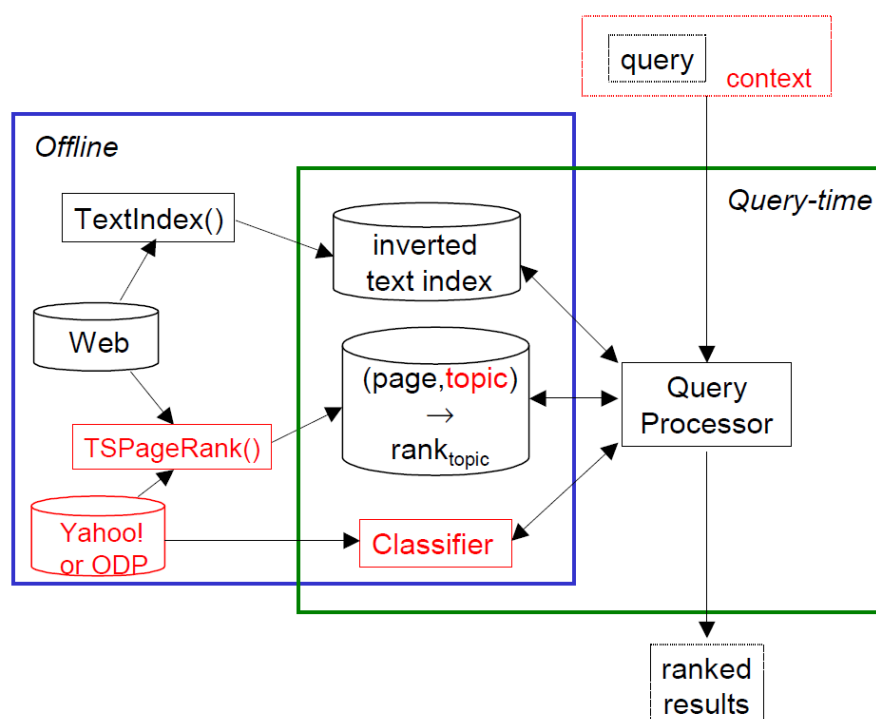 query
context
Offline
Query-time
TextIndex()
inverted
text index
Web
(page,topic)
→
rank_topic
Query
Processor
TSPageRank()
Yahoo!
or ODP
Classifier
ranked
results